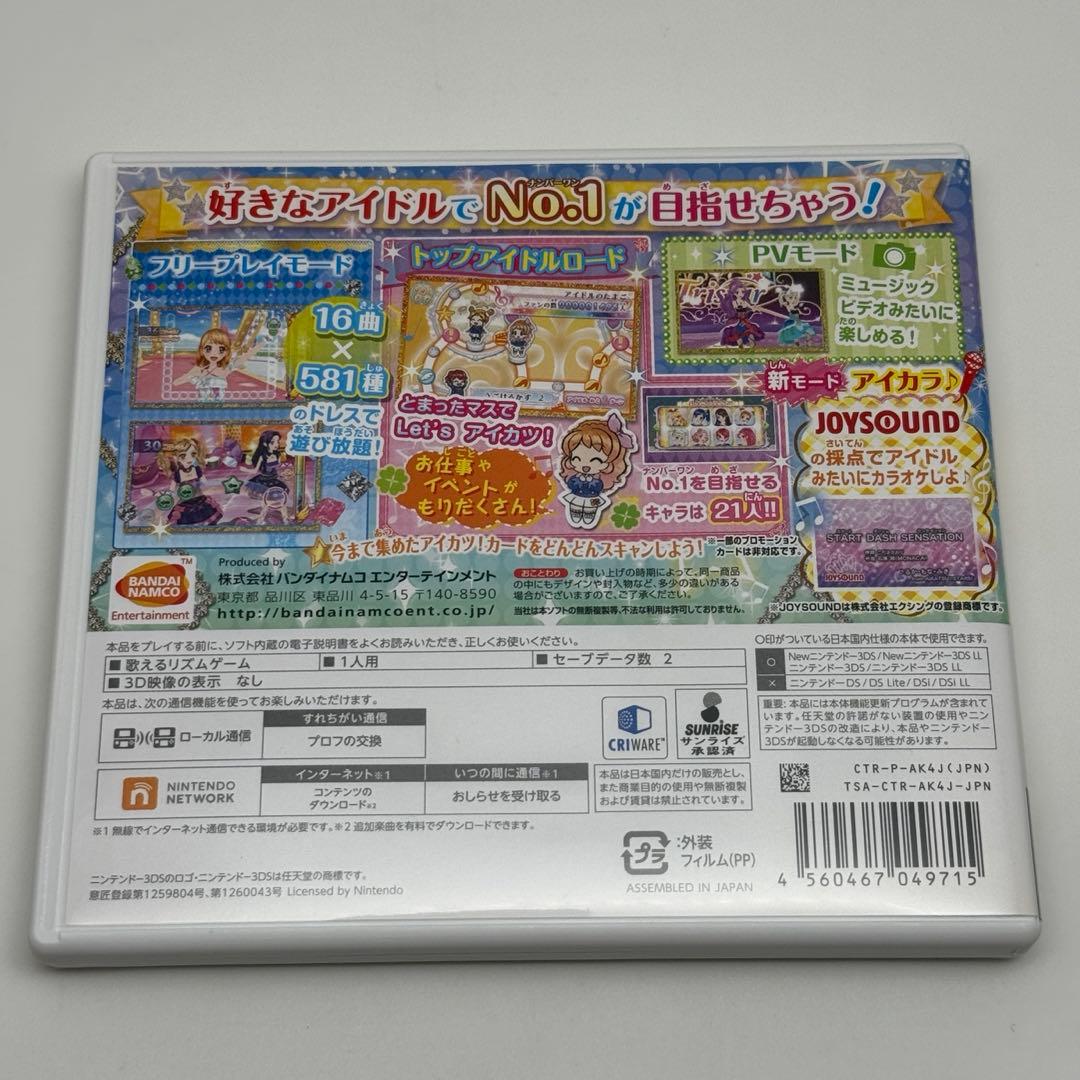 好きなアイドルでNo.1が目指せちゃう!
フリープレイモード
16曲
×
581種
のドレスで
遊び放題!
30
トップアイドルロード
アイドルのたまご
ファンの数
とまったマスで
Let's アイカツ!
お仕事や
イベントが
もりだくさん!
No.1を目指せる
キャラは 21人!!
PVモード
Tristar
ミュージック
ビデオみたいに
楽しめる!
新モード アイカラ♪
JOYSOUND
の採点でアイドル
みたいにカラオケしよ♪
START DASH SENSATION
JOYSOUND
今まで集めたアイカツ!カードをどんどんスキャンしよう!
※一部のプロモーション
カードは非対応です。
BANDAI
NAMCO
Entertainment
Produced by
株式会社 バンダイナムコ エンターテインメント
東京都 品川区 東品川 4-5-15 〒140-8590
http://bandainamcoent.co.jp/
おことわり お買い上げの時期によって、同一商品
の中にもデザインや封入物など、多少の違いがある
場合がございますので、ご了承ください。
当社は本ソフトの無断複製等、不法な利用は許可しておりません。
※JOYSOUNDは株式会社エクシングの登録商標です。
本品をプレイする前に、ソフト内蔵の電子説明書をよくお読みいただき、正しくお使いください。
■歌えるリズムゲーム ■1人用 ■セーブデータ数 2
■3D映像の表示 なし
本品は、次の通信機能を使ってお楽しみいただけます。
ローカル通信
すれちがい通信
プロフの交換
NINTENDO
NETWORK
インターネット※1
コンテンツの
ダウンロード※2
いつの間に通信※1
おしらせを受け取る
※1 無線でインターネット通信できる環境が必要です。※2 追加楽曲を有料でダウンロードできます。
ニンテンドー3DSのロゴ・ニンテンドー3DSは任天堂の商標です。
意匠登録第1259804号、第1260043号 Licensed by Nintendo
CRIWARE™
SUNRISE
サンライズ
承認済
本品は日本国内だけの販売とし、
また商業目的の使用や無断複製
および賃貸は禁止されています。
プラ
:外装
フィルム(PP)
ASSEMBLED IN JAPAN
○印がついている日本国内仕様の本体で使用できます。
○ Newニンテンドー3DS/Newニンテンドー3DS LL
ニンテンドー3DS/ニンテンドー3DS LL
× ニンテンドーDS/DS Lite/DSi/DSi LL
重要:本品には本体機能更新プログラムが含まれて
います。任天堂の許諾がない装置の使用やニン
テンドー3DSの改造により、本品やニンテンドー
3DSが起動しなくなる可能性があります。
CTR-P-AK4J(JPN)
TSA-CTR-AK4J-JPN
4 560467 049715